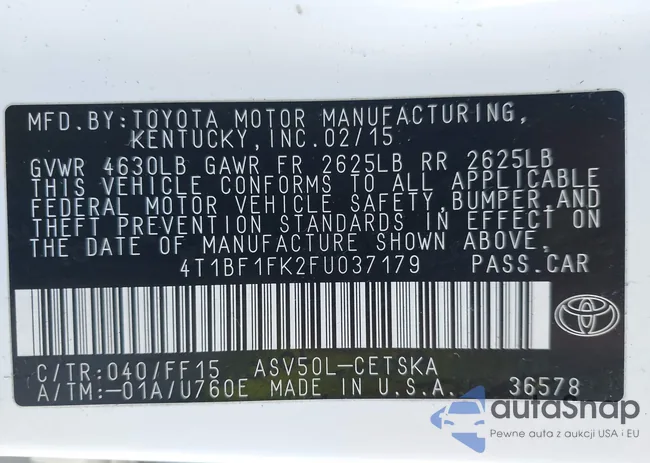 MFD.BY:TOYOTA MOTOR MANUFACTURING,
KENTUCKY,INC.02/15
GVWR 4630LB GAWR FR 2625LB RR 2625LB
THIS VEHICLE CONFORMS TO ALL APPLICABLE
FEDERAL MOTOR VEHICLE SAFETY,BUMPER,AND
THEFT PREVENTION STANDARDS IN EFFECT ON
THE DATE OF MANUFACTURE SHOWN ABOVE.
4T1BF1FK2FU037179 PASS.CAR
C/TR:040/FF15 ASV50L-CETSKA
A/TM:-01A/U760E MADE IN U.S.A. 36578
autaSnap
Pewne auta z aukcji USA i EU